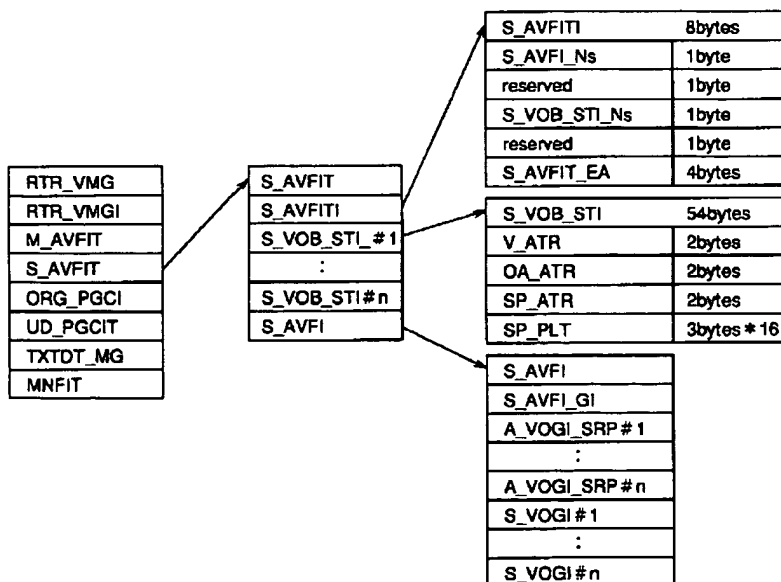 RTR_VMG
RTR_VMGI
M_AVFIT
S_AVFIT
ORG_PGCI
UD_PGCIT
TXTDT_MG
MNFIT
S_AVFIT
S_AVFITI
S_VOB_STI_#1
:
S_VOB_STI#n
S_AVFI
S_AVFITI 8bytes
S_AVFI_Ns 1byte
reserved 1byte
S_VOB_STI_Ns 1byte
reserved 1byte
S_AVFIT_EA 4bytes
S_VOB_STI 54bytes
V_ATR 2bytes
OA_ATR 2bytes
SP_ATR 2bytes
SP_PLT 3bytes*16
S_AVFI
S_AVFI_GI
A_VOGI_SRP#1
:
A_VOGI_SRP#n
S_VOGI#1
:
S_VOGI#n